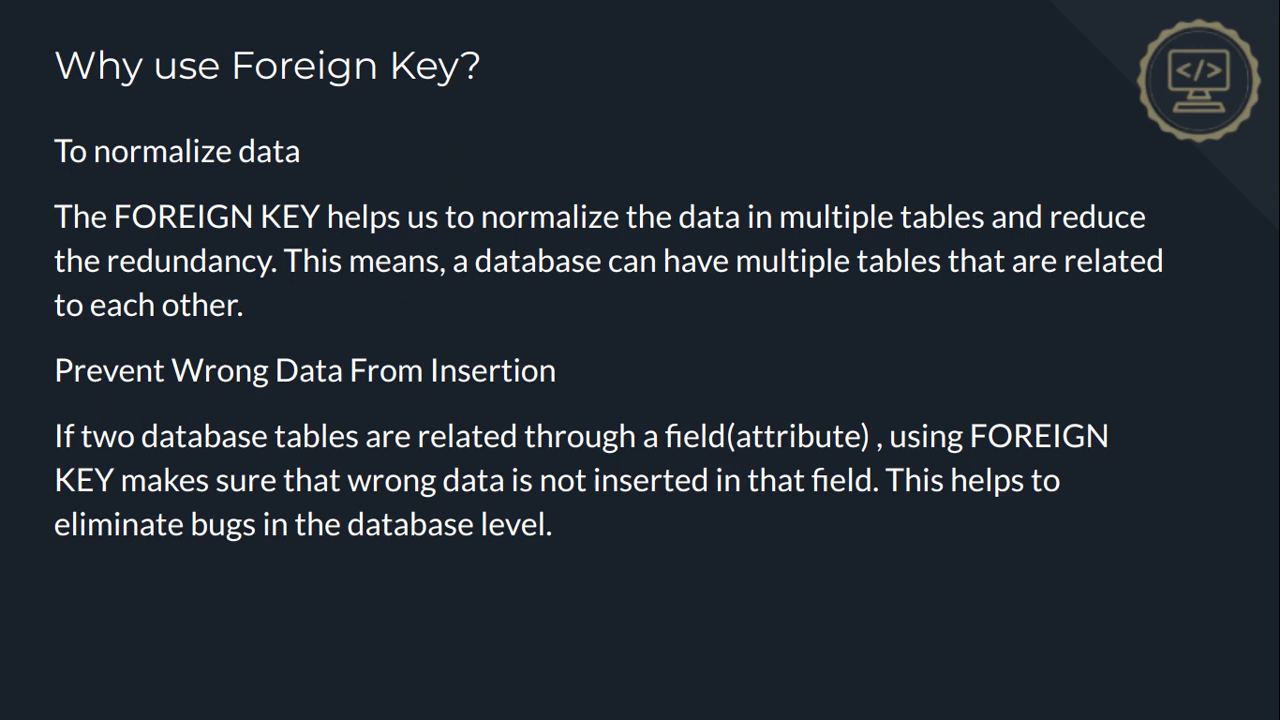 Why use Foreign Key?
</>
To normalize data
The FOREIGN KEY helps us to normalize the data in multiple tables and reduce
the redundancy. This means, a database can have multiple tables that are related
to each other.
Prevent Wrong Data From Insertion
If two database tables are related through a field(attribute) , using FOREIGN
KEY makes sure that wrong data is not inserted in that field. This helps to
eliminate bugs in the database level.